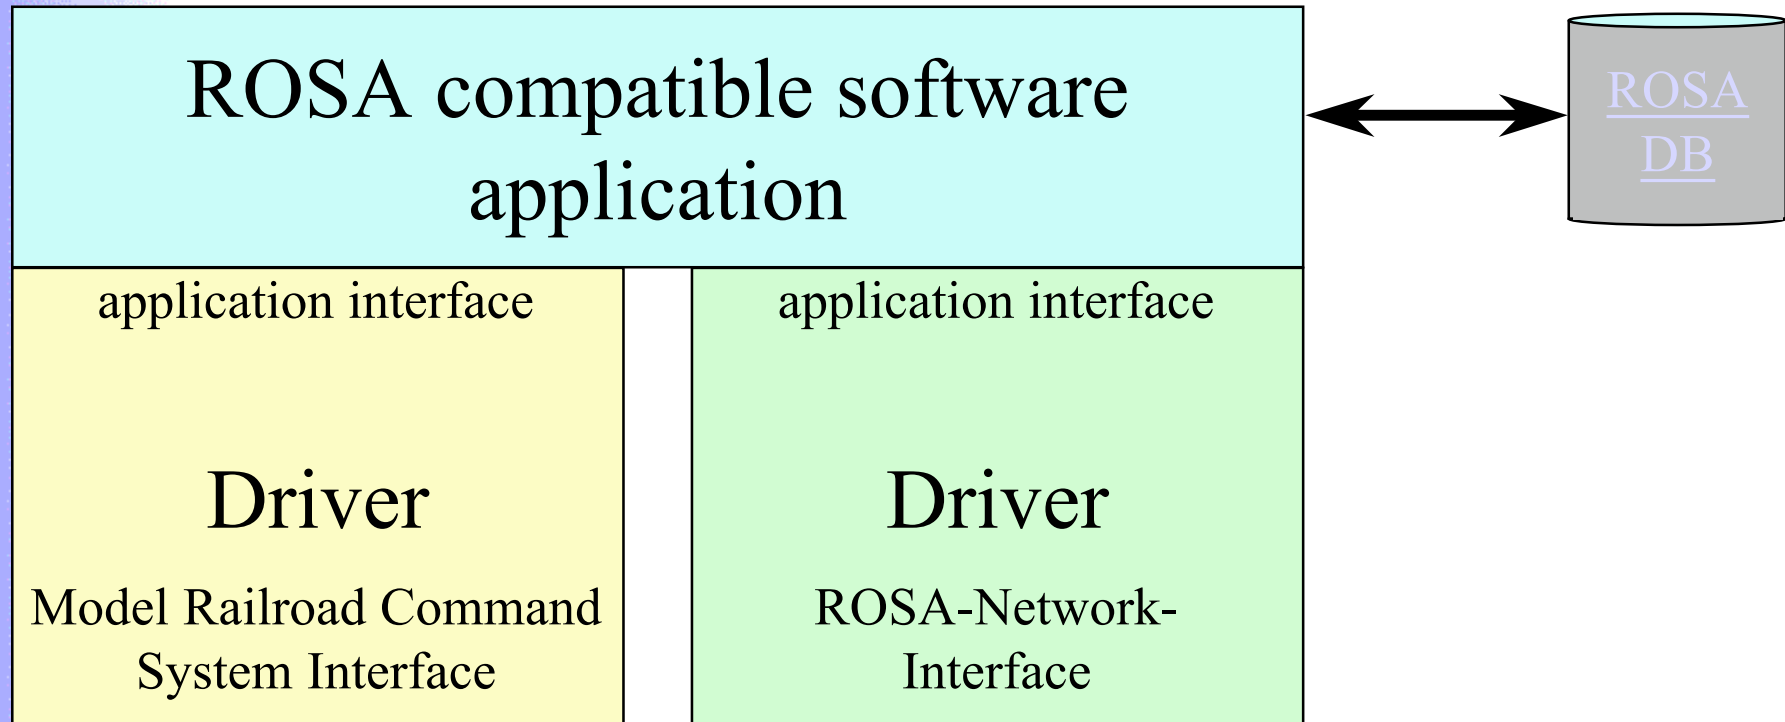 ROSA compatible software
application
ROSA
DB
application interface
Driver
Model Railroad Command
System Interface
application interface
Driver
ROSA-Network-
Interface